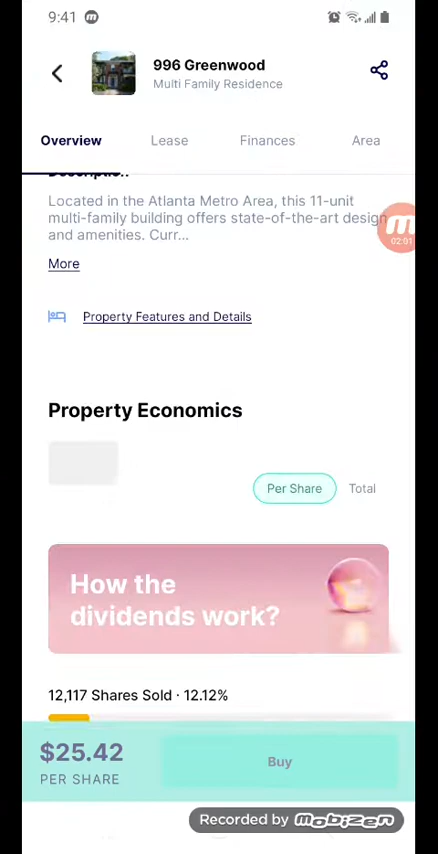 9:41
996 Greenwood
Multi Family Residence
Overview
Lease
Finances
Area
Description
Located in the Atlanta Metro Area, this 11-unit
multi-family building offers state-of-the-art design
and amenities. Curr...
02:01
More
Property Features and Details
Property Economics
Per Share
Total
How the
dividends work?
12,117 Shares Sold · 12.12%
$25.42
PER SHARE
Buy
Recorded by mobizen